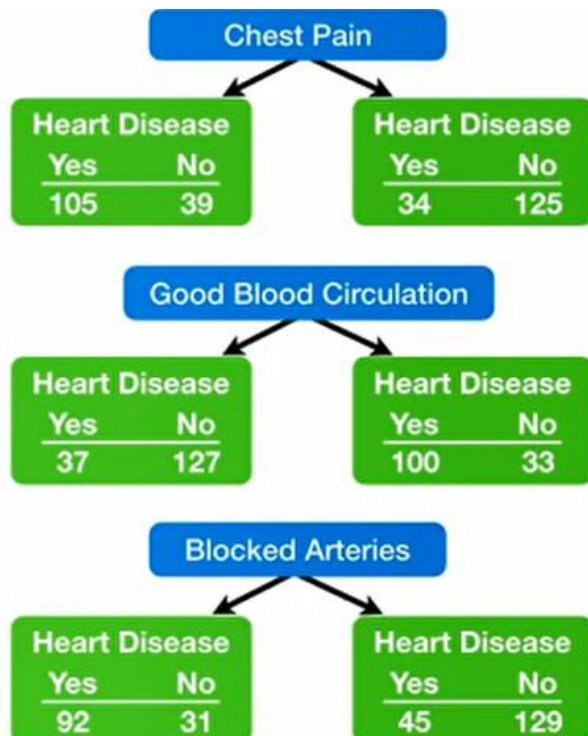 Chest Pain
Heart Disease Heart Disease
Yes No Yes No
105 39 34 125
Good Blood Circulation
Heart Disease Heart Disease
Yes No Yes No
37 127 100 33
Blocked Arteries
Heart Disease Heart Disease
Yes No Yes No
92 31 45 129